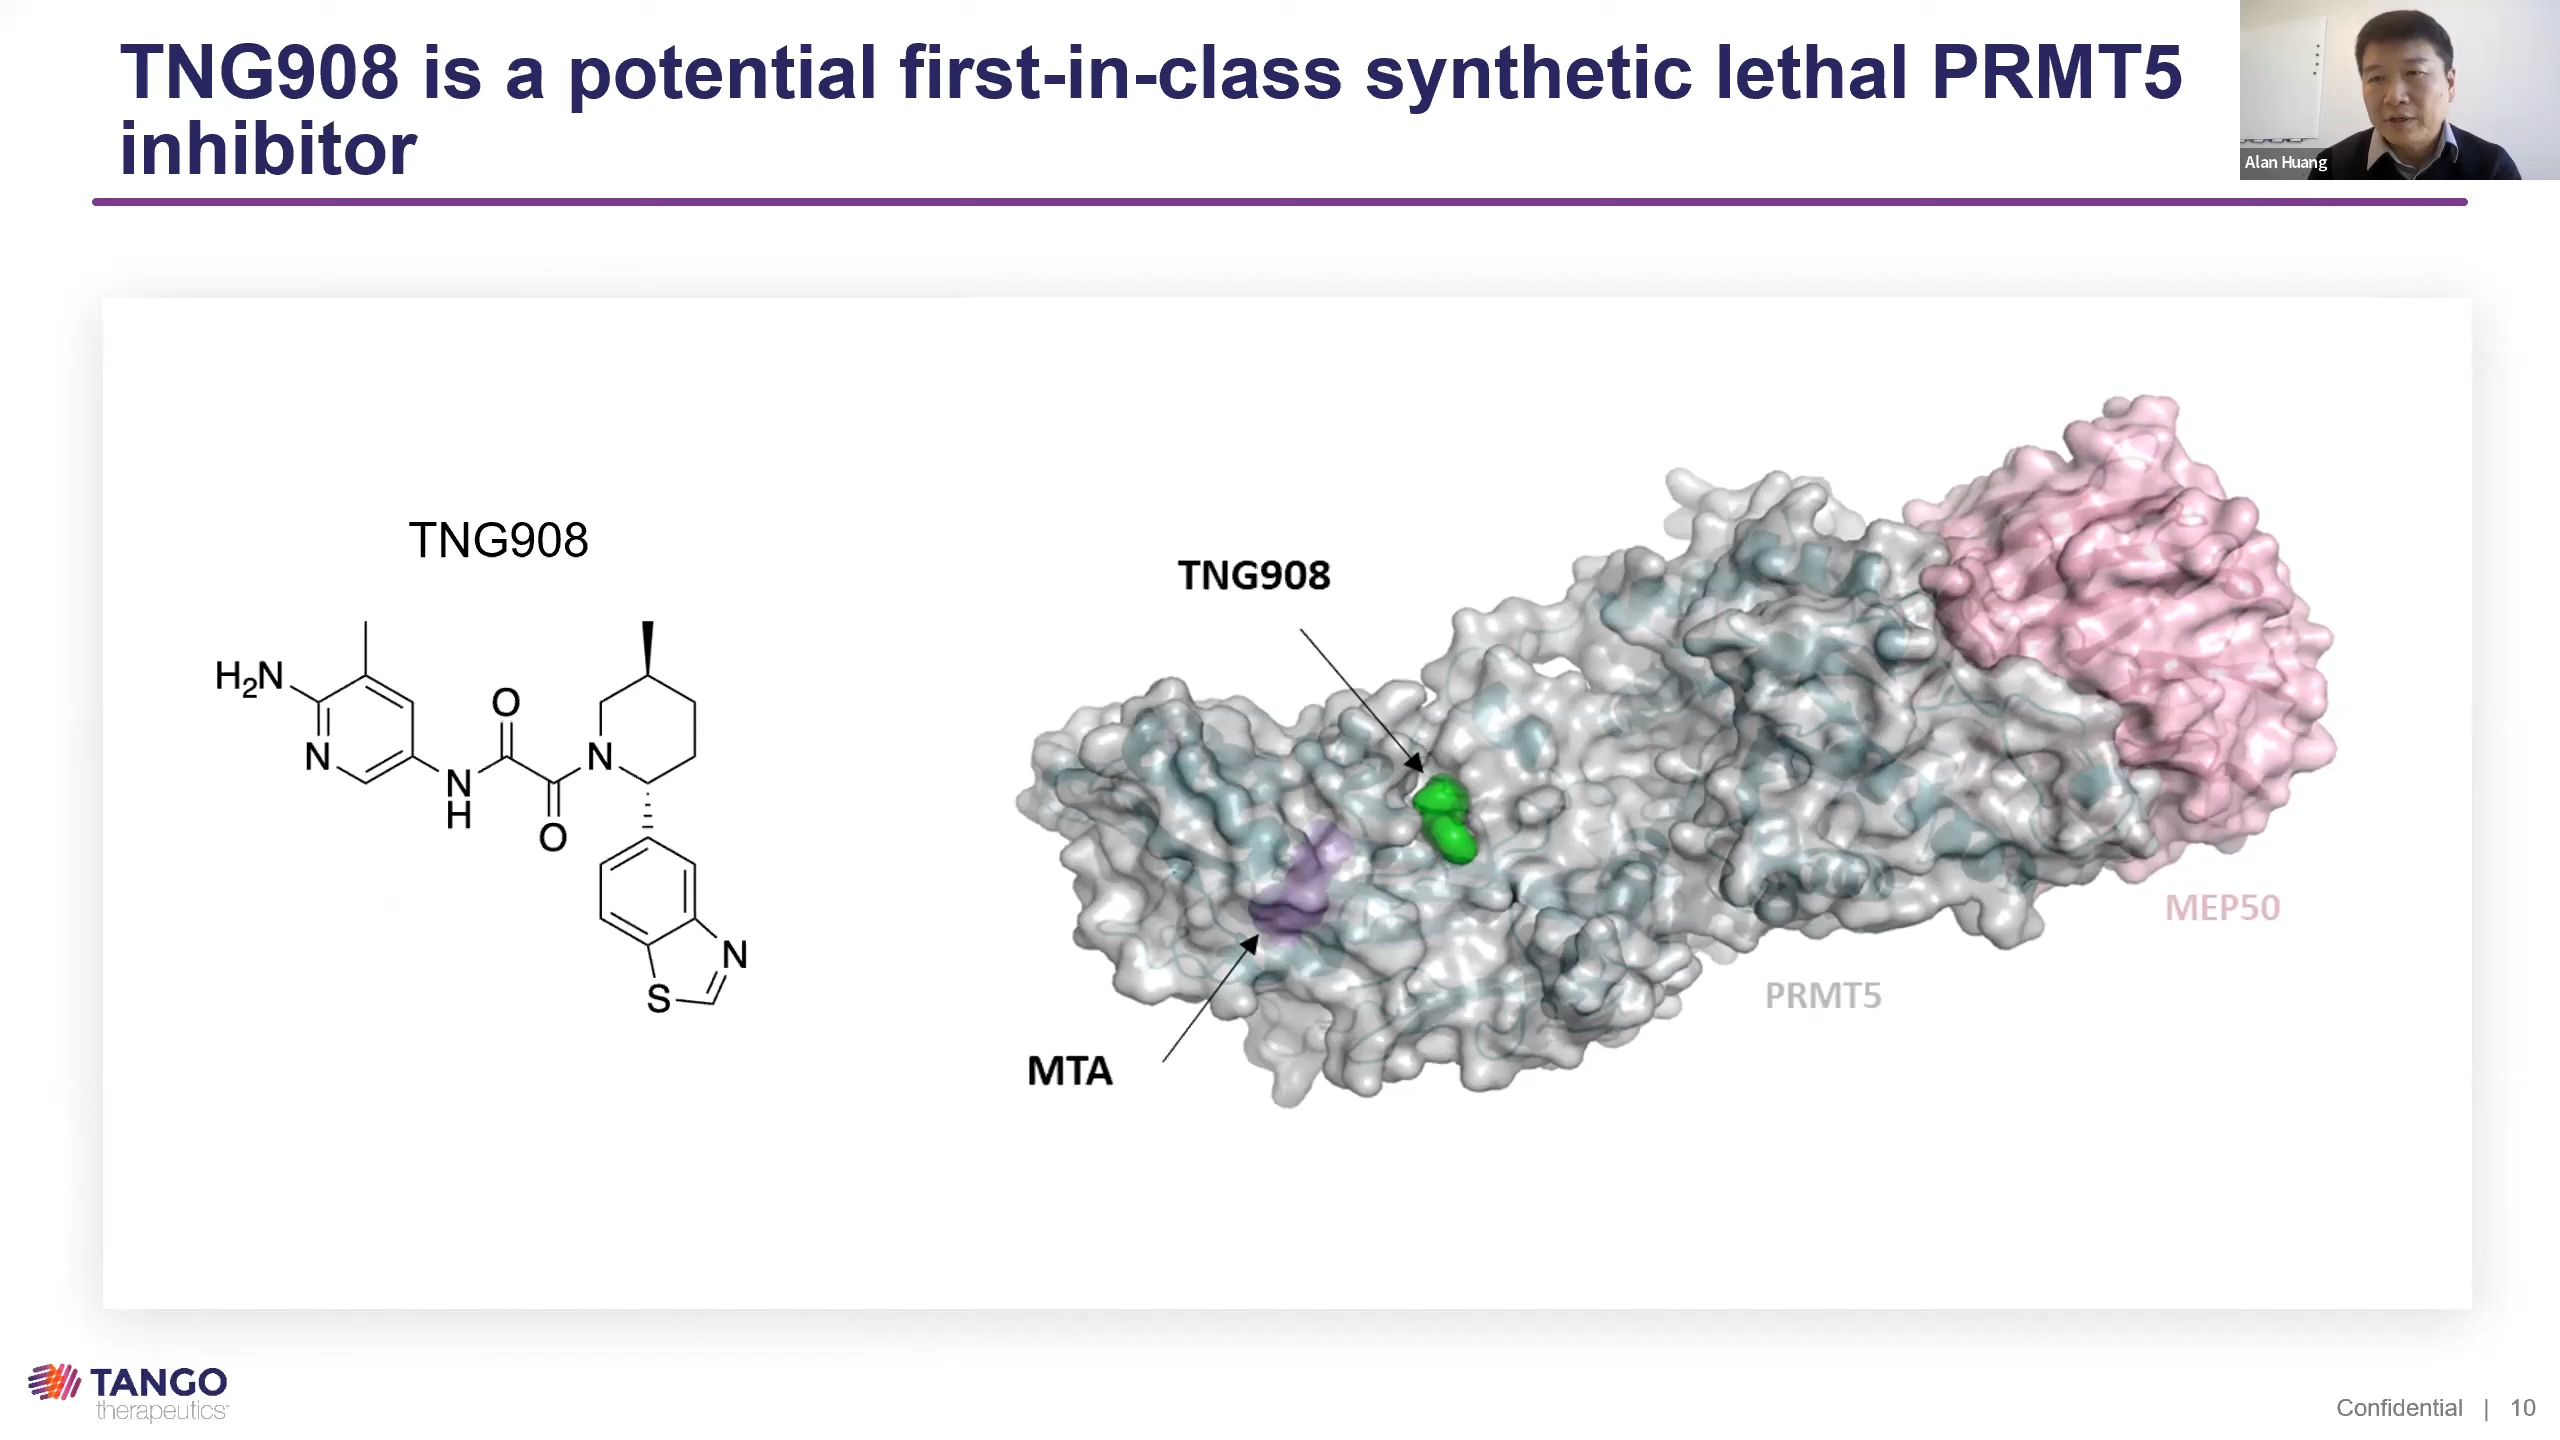 TNG908 is a potential first-in-class synthetic lethal PRMT5
inhibitor
Alan Huang
TNG908
H2N
N
N
H
O
O
N
N
S
TNG908
MTA
PRMT5
MEP50
TANGO
therapeutics
Confidential | 10